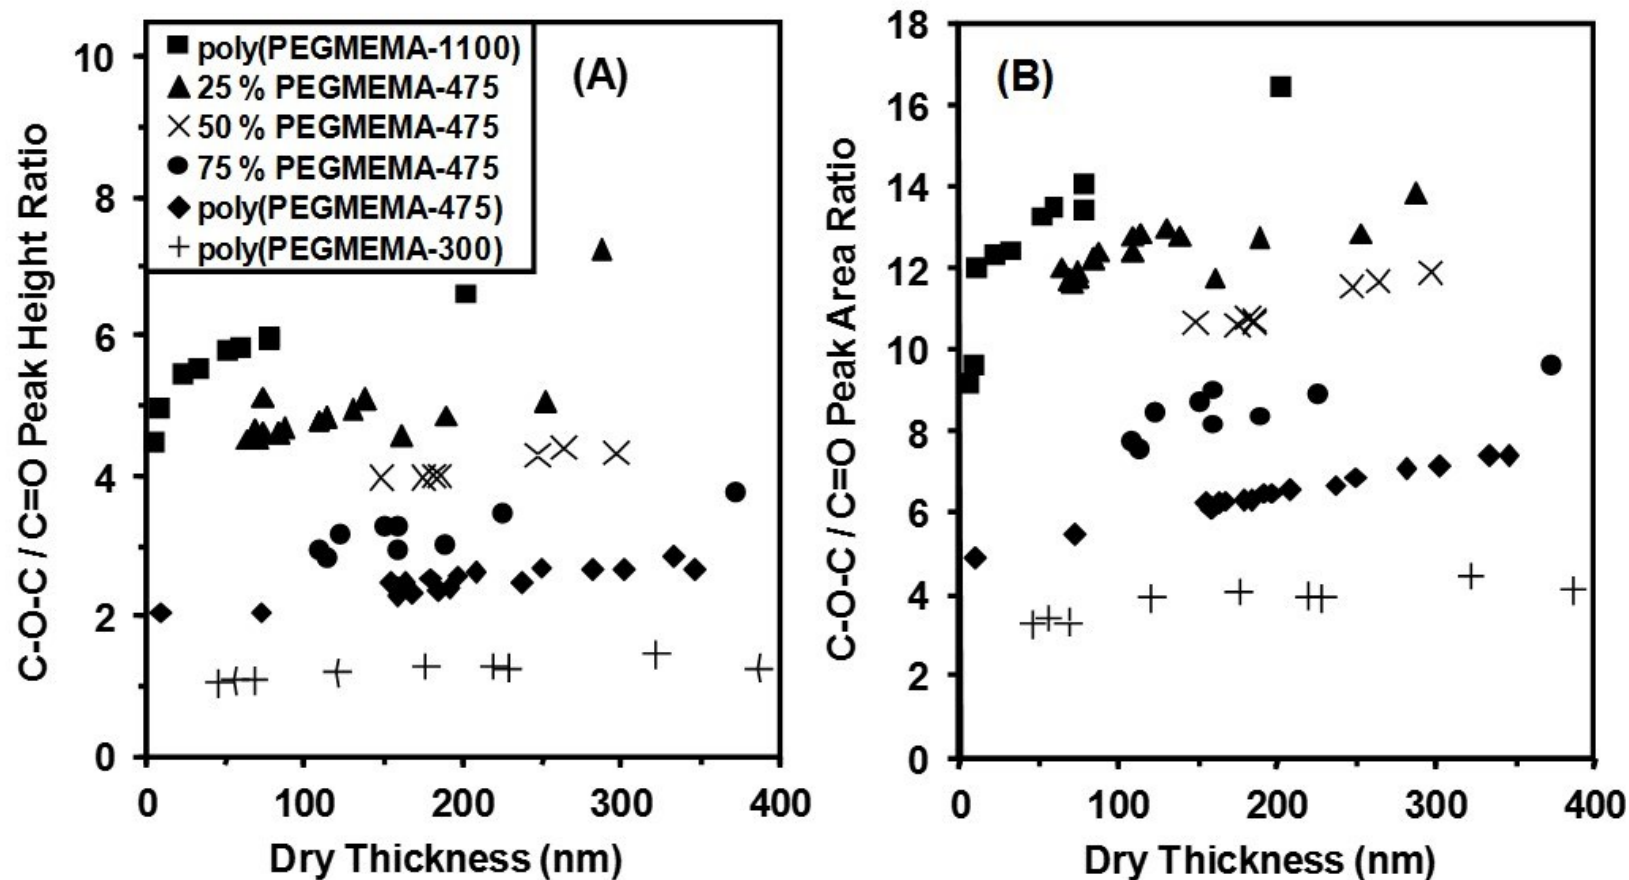 10
8
6
4
2
0
C-O-C / C=O Peak Height Ratio
poly(PEGMEMA-1100)
25 % PEGMEMA-475
50 % PEGMEMA-475
75 % PEGMEMA-475
poly(PEGMEMA-475)
poly(PEGMEMA-300)
(A)
0 100 200 300 400
Dry Thickness (nm)
18
16
14
12
10
8
6
4
2
0
C-O-C / C=O Peak Area Ratio
(B)
0 100 200 300 400
Dry Thickness (nm)